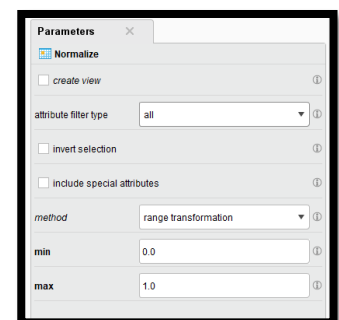 Parameters ×
Normalize
create view
attribute filter type all
invert selection
include special attributes
method range transformation
min 0.0
max 1.0